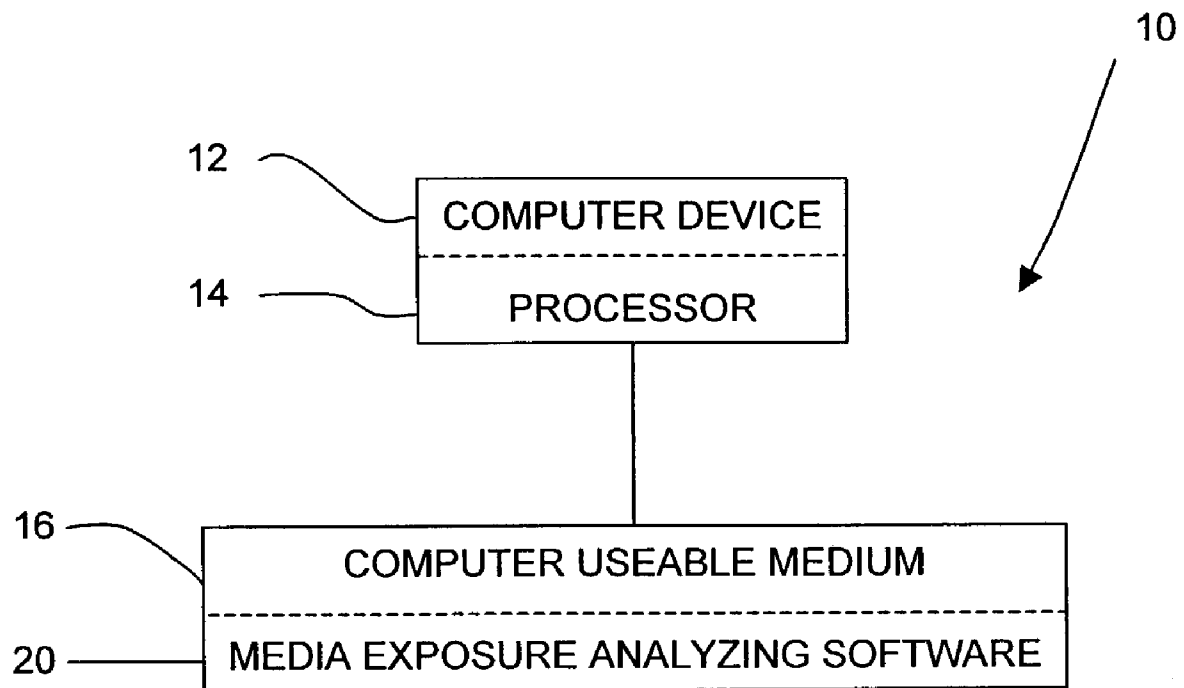 10
12
COMPUTER DEVICE
14
PROCESSOR
16
COMPUTER USEABLE MEDIUM
20
MEDIA EXPOSURE ANALYZING SOFTWARE